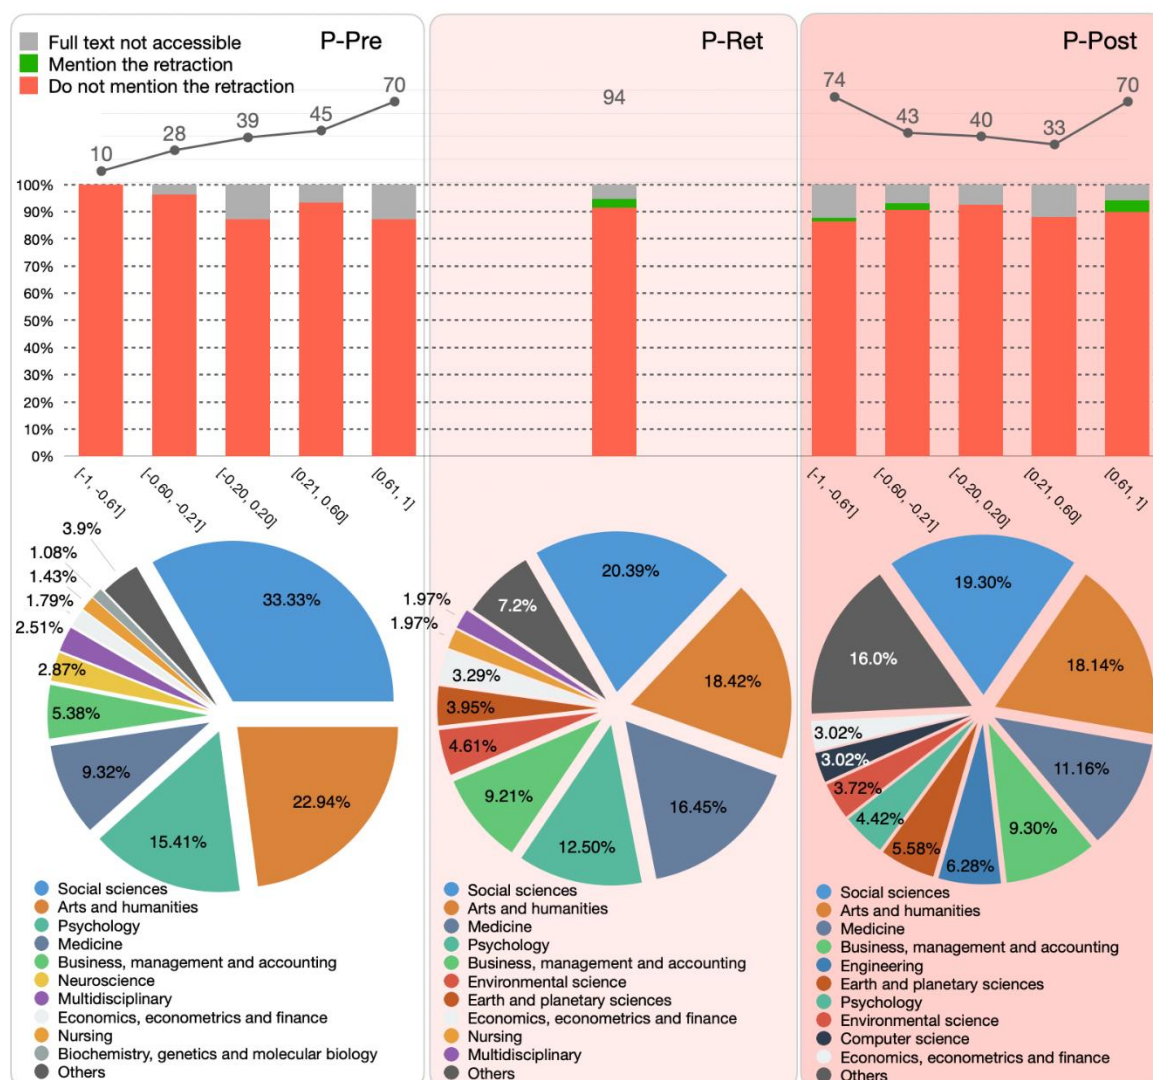 P-Pre
Full text not accessible
Mention the retraction
Do not mention the retraction
10
28
39
45
70
100%
90%
80%
70%
60%
50%
40%
30%
20%
10%
0%
[-1, -0.61]
[-0.60, -0.21]
[-0.20, 0.20]
[0.21, 0.60]
[0.61, 1]
33.33%
22.94%
15.41%
9.32%
5.38%
2.87%
2.51%
1.79%
1.43%
1.08%
3.9%
Social sciences
Arts and humanities
Psychology
Medicine
Business, management and accounting
Neuroscience
Multidisciplinary
Economics, econometrics and finance
Nursing
Biochemistry, genetics and molecular biology
Others
P-Ret
94
20.39%
18.42%
16.45%
12.50%
9.21%
4.61%
3.95%
3.29%
1.97%
1.97%
7.2%
Social sciences
Arts and humanities
Medicine
Psychology
Business, management and accounting
Environmental science
Earth and planetary sciences
Economics, econometrics and finance
Nursing
Multidisciplinary
Others
P-Post
74
43
40
33
70
[-1, -0.61]
[-0.60, -0.21]
[-0.20, 0.20]
[0.21, 0.60]
[0.61, 1]
19.30%
18.14%
11.16%
9.30%
6.28%
5.58%
4.42%
3.72%
3.02%
3.02%
16.0%
Social sciences
Arts and humanities
Medicine
Business, management and accounting
Engineering
Earth and planetary sciences
Psychology
Environmental science
Computer science
Economics, econometrics and finance
Others